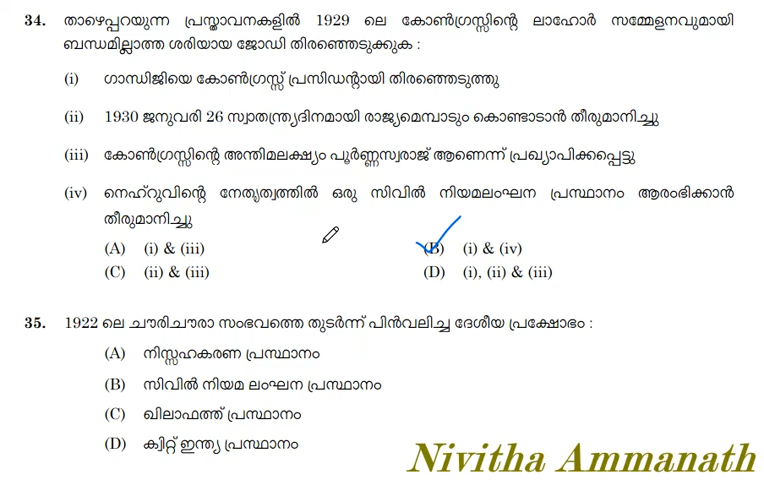 34. താഴെപ്പറയുന്ന പ്രസ്താവനകളിൽ 1929 ലെ കോൺഗ്രസ്സിന്റെ ലാഹോർ സമ്മേളനവുമായി
ബന്ധമില്ലാത്ത ശരിയായ ജോഡി തിരഞ്ഞെടുക്കുക :
(i) ഗാന്ധിജിയെ കോൺഗ്രസ്സ് പ്രസിഡന്റായി തിരഞ്ഞെടുത്തു
(ii) 1930 ജനുവരി 26 സ്വാതന്ത്ര്യദിനമായി രാജ്യമെമ്പാടും കൊണ്ടാടാൻ തീരുമാനിച്ചു
(iii) കോൺഗ്രസ്സിന്റെ അന്തിമലക്ഷ്യം പൂർണ്ണസ്വരാജ് ആണെന്ന് പ്രഖ്യാപിക്കപ്പെട്ടു
(iv) നെഹ്റുവിന്റെ നേതൃത്വത്തിൽ ഒരു സിവിൽ നിയമലംഘന പ്രസ്ഥാനം ആരംഭിക്കാൻ
തീരുമാനിച്ചു
(A) (i) & (iii) (B) (i) & (iv)
(C) (ii) & (iii) (D) (i), (ii) & (iii)
35. 1922 ലെ ചൗരിചൗരാ സംഭവത്തെ തുടർന്ന് പിൻവലിച്ച ദേശീയ പ്രക്ഷോഭം :
(A) നിസ്സഹകരണ പ്രസ്ഥാനം
(B) സിവിൽ നിയമ ലംഘന പ്രസ്ഥാനം
(C) ഖിലാഫത്ത് പ്രസ്ഥാനം
(D) ക്വിറ്റ് ഇന്ത്യ പ്രസ്ഥാനം
Nivitha Ammanath